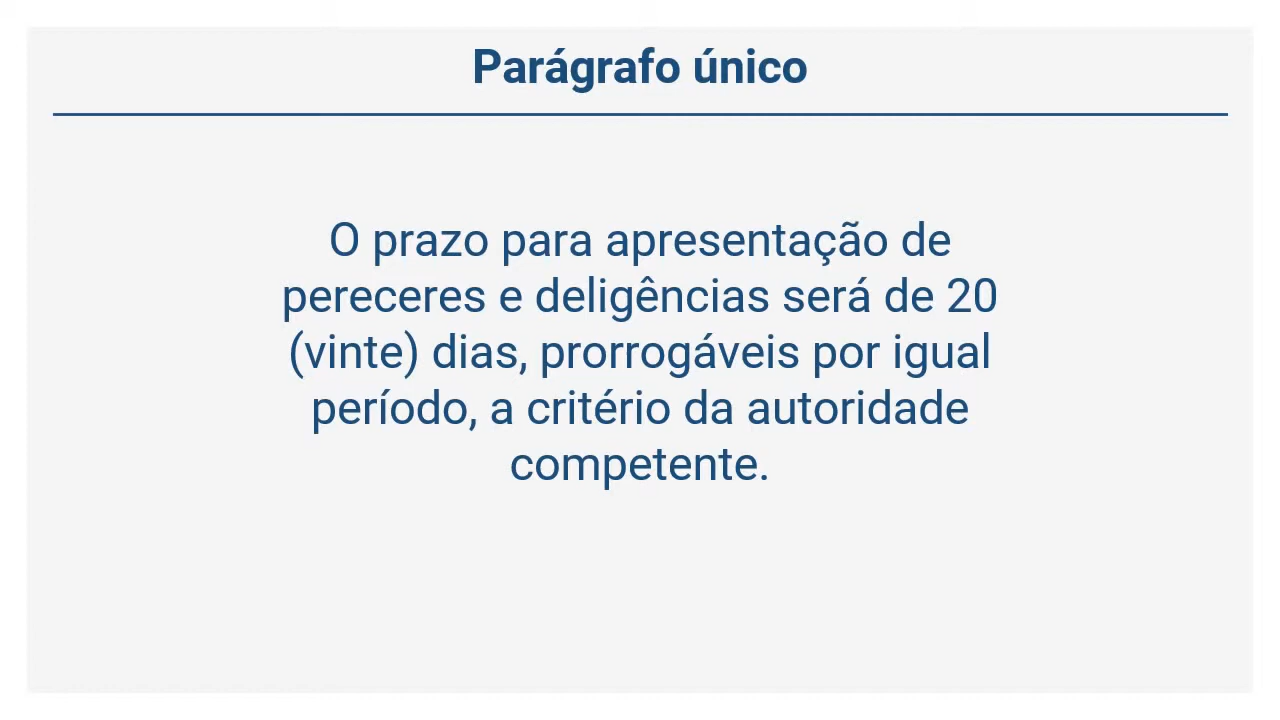 Parágrafo único
O prazo para apresentação de
pereceres e deligências será de 20
(vinte) dias, prorrogáveis por igual
período, a critério da autoridade
competente.